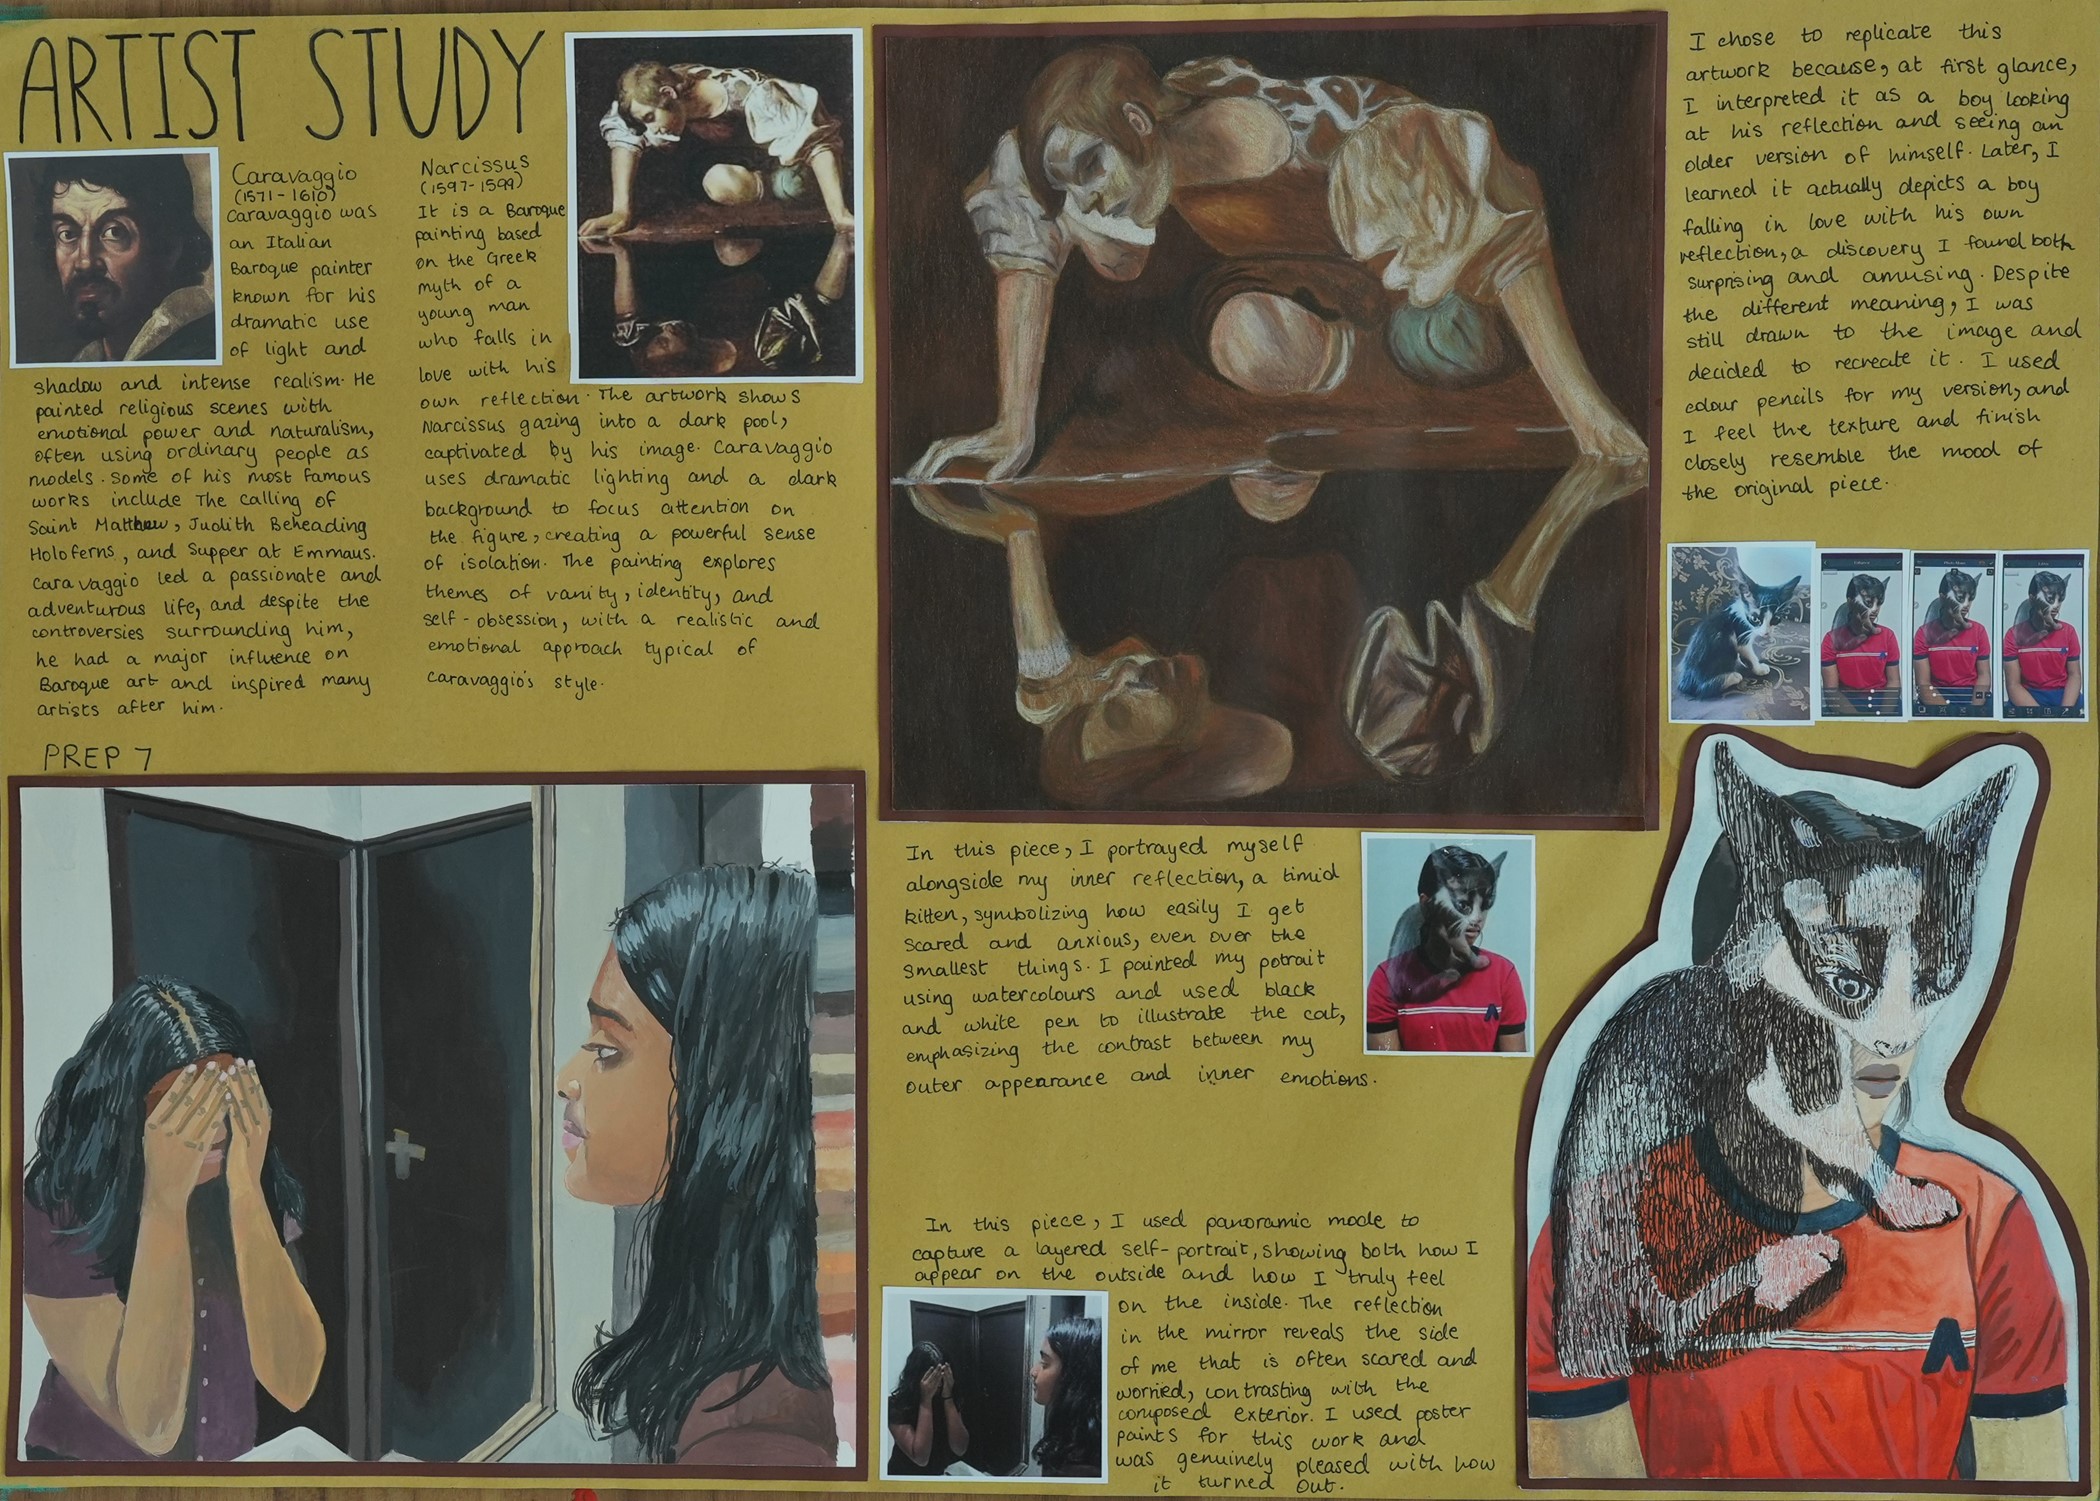 ARTIST STUDY
Caravaggio
(1571-1610)
Caravaggio was
an Italian
Baroque painter
known for his
dramatic use
of light and
shadow and intense realism. He
painted religious scenes with
emotional power and naturalism,
often using ordinary people as
models. Some of his most famous
works include The calling of
Saint Matthew, Judith Beheading
Holoferns, and Supper at Emmaus.
Caravaggio led a passionate and
adventurous life, and despite the
controversies surrounding him,
he had a major influence on
Baroque art and inspired many
artists after him.
Narcissus
(1597-1599)
It is a Baroque
painting based
on the Greek
myth of a
young man
who falls in
love with his
own reflection. The artwork shows
Narcissus gazing into a dark pool,
captivated by his image. Caravaggio
uses dramatic lighting and a dark
background to focus attention on
the figure, creating a powerful sense
of isolation. The painting explores
themes of vanity, identity, and
self-obsession, with a realistic and
emotional approach typical of
Caravaggio's style.
I chose to replicate this
artwork because, at first glance,
I interpreted it as a boy looking
at his reflection and seeing an
older version of himself. Later, I
learned it actually depicts a boy
falling in love with his own
reflection, a discovery I found both
surprising and amusing. Despite
the different meaning, I was
still drawn to the image and
decided to recreate it. I used
colour pencils for my version, and
I feel the texture and finish
closely resemble the mood of
the original piece.
PREP 7
In this piece, I portrayed myself
alongside my inner reflection, a timid
kitten, symbolizing how easily I get
scared and anxious, even over the
smallest things. I painted my potrait
using watercolours and used black
and white pen to illustrate the cat,
emphasizing the contrast between my
outer appearance and inner emotions.
In this piece, I used panoramic mode to
capture a layered self-portrait, showing both how I
appear on the outside and how I truly feel
on the inside. The reflection
in the mirror reveals the side
of me that is often scared and
worried, contrasting with the
composed exterior. I used poster
paints for this work and
was genuinely pleased with how
it turned out.